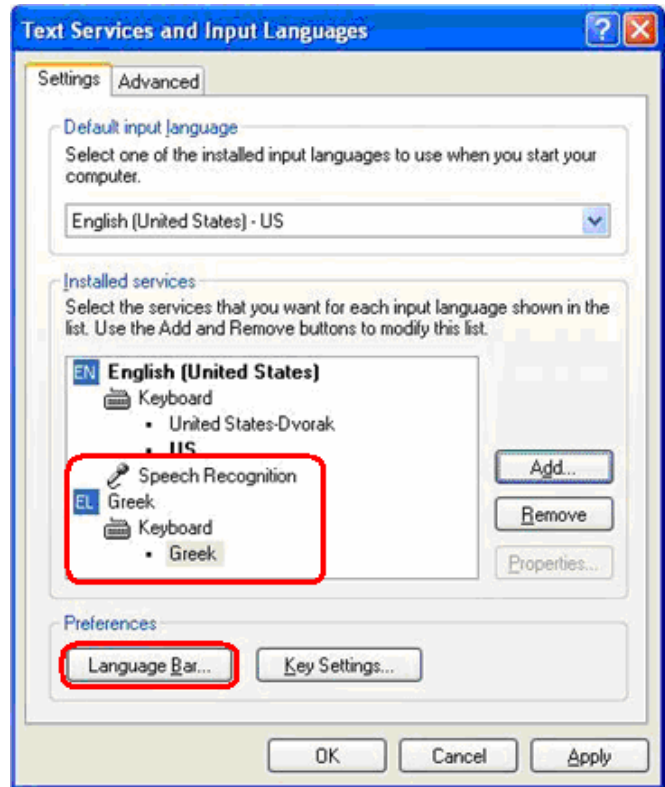 Text Services and Input Languages
Settings
Advanced
Default input language
Select one of the installed input languages to use when you start your
computer.
English (United States) - US
Installed services
Select the services that you want for each input language shown in the
list. Use the Add and Remove buttons to modify this list.
EN English (United States)
Keyboard
• United States-Dvorak
• US
Speech Recognition
EL Greek
Keyboard
• Greek
Add...
Remove
Properties...
Preferences
Language Bar...
Key Settings...
OK
Cancel
Apply